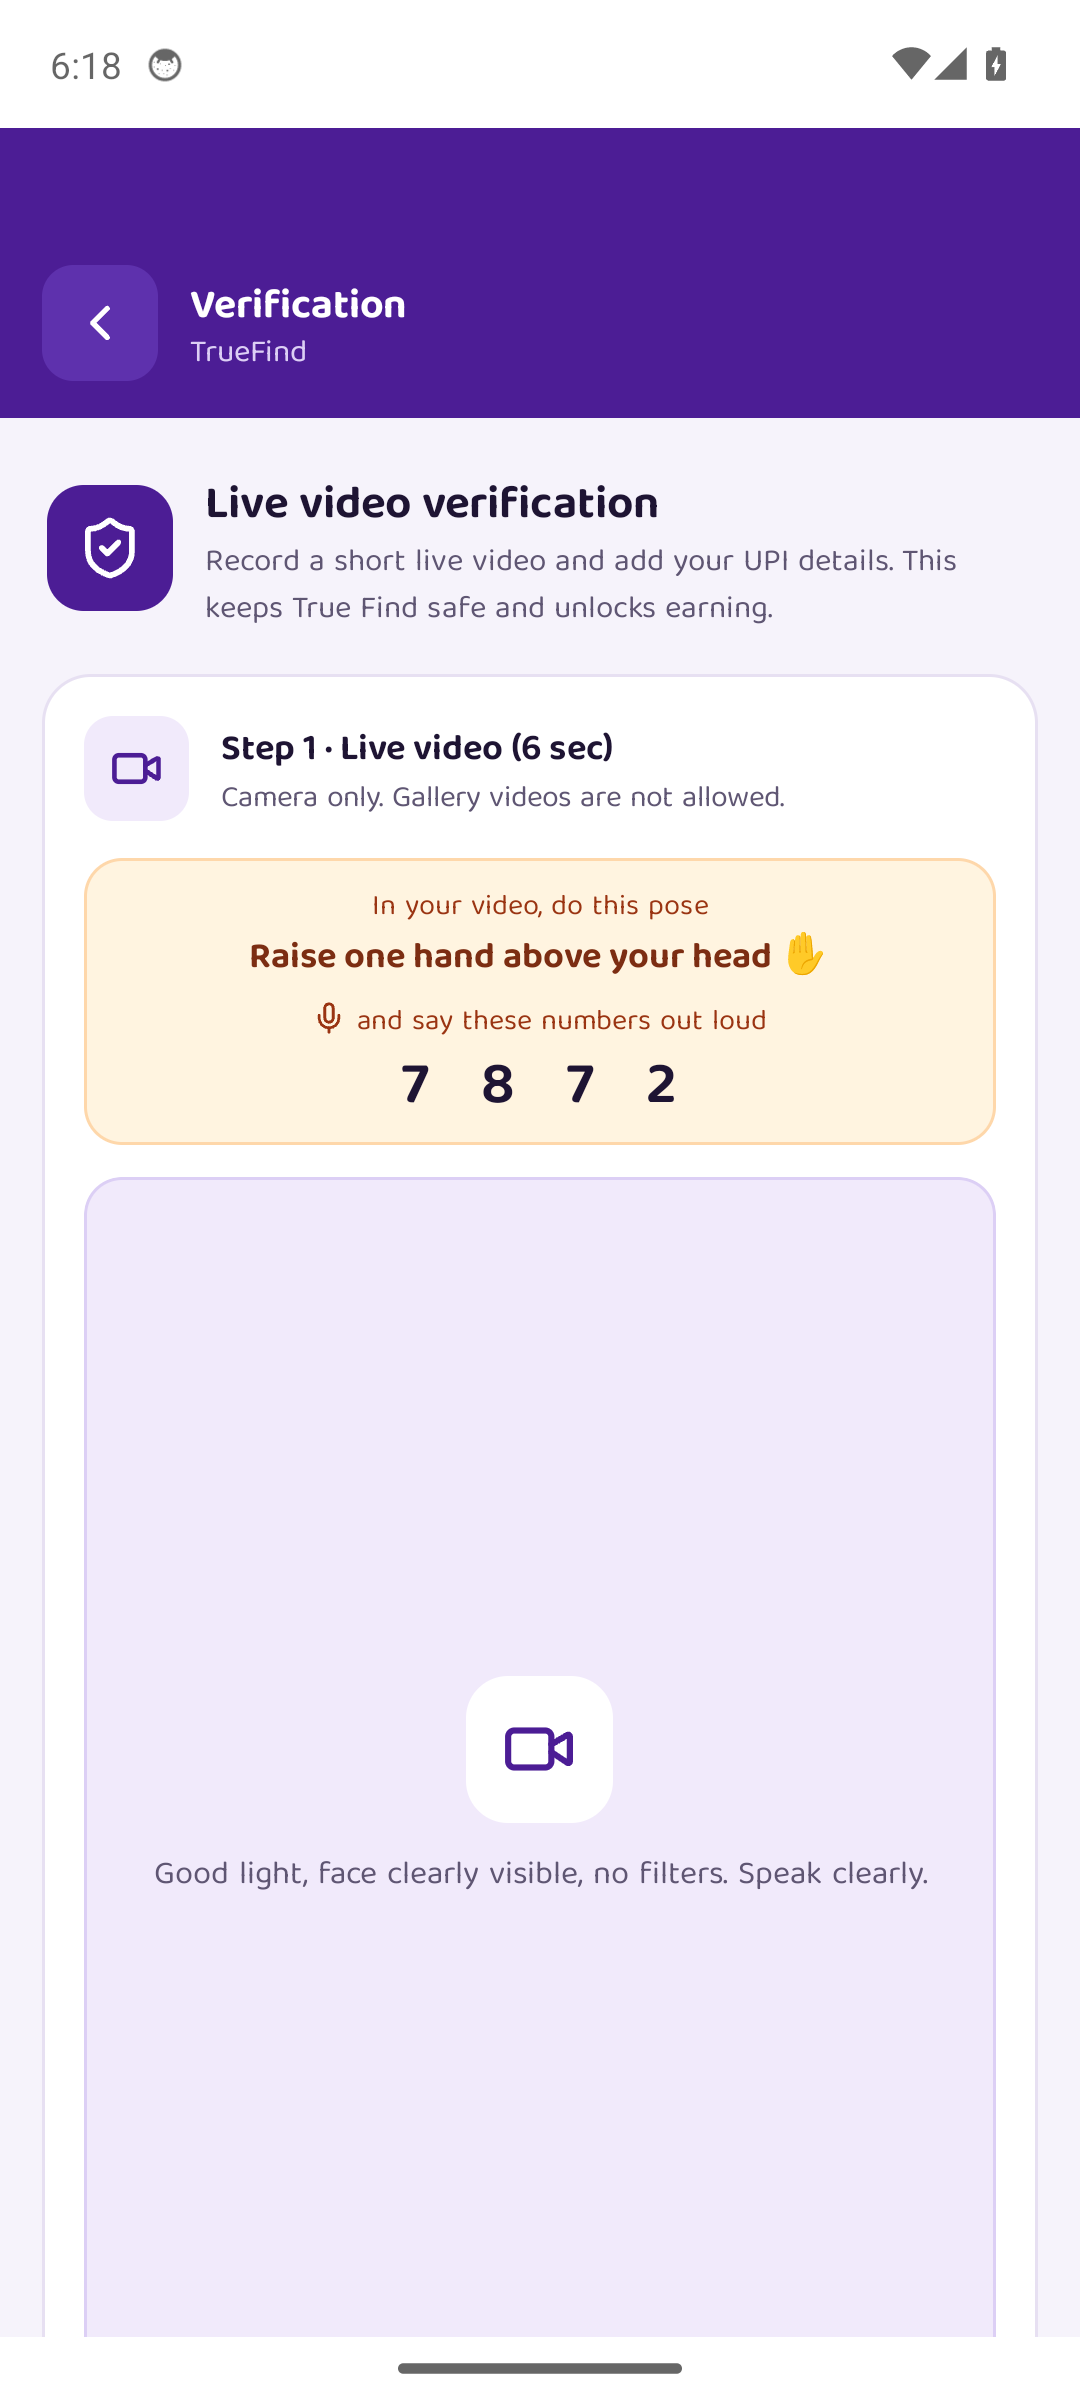 6:18
Verification
TrueFind
Live video verification
Record a short live video and add your UPI details. This
keeps True Find safe and unlocks earning.
Step 1 · Live video (6 sec)
Camera only. Gallery videos are not allowed.
In your video, do this pose
Raise one hand above your head ✋
and say these numbers out loud
7 8 7 2
Good light, face clearly visible, no filters. Speak clearly.